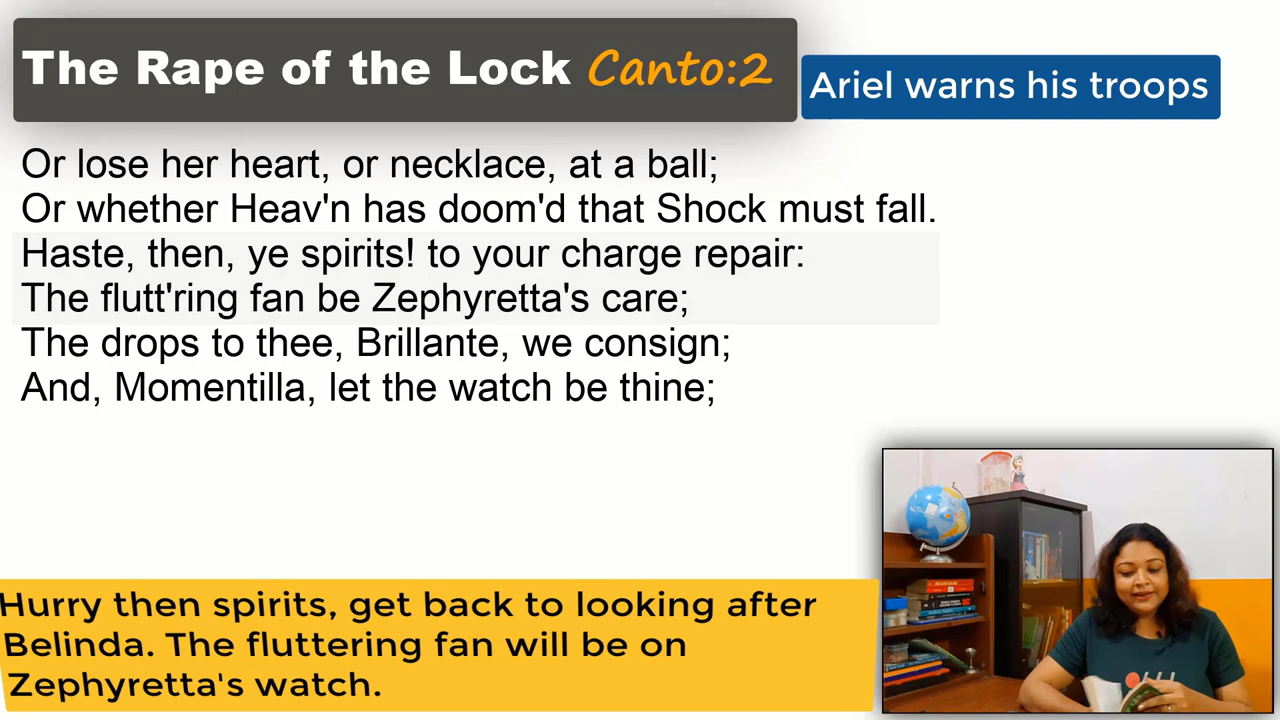 The Rape of the Lock Canto:2
Ariel warns his troops
Or lose her heart, or necklace, at a ball;
Or whether Heav'n has doom'd that Shock must fall.
Haste, then, ye spirits! to your charge repair:
The flutt'ring fan be Zephyretta's care;
The drops to thee, Brillante, we consign;
And, Momentilla, let the watch be thine;
Hurry then spirits, get back to looking after
Belinda. The fluttering fan will be on
Zephyretta's watch.